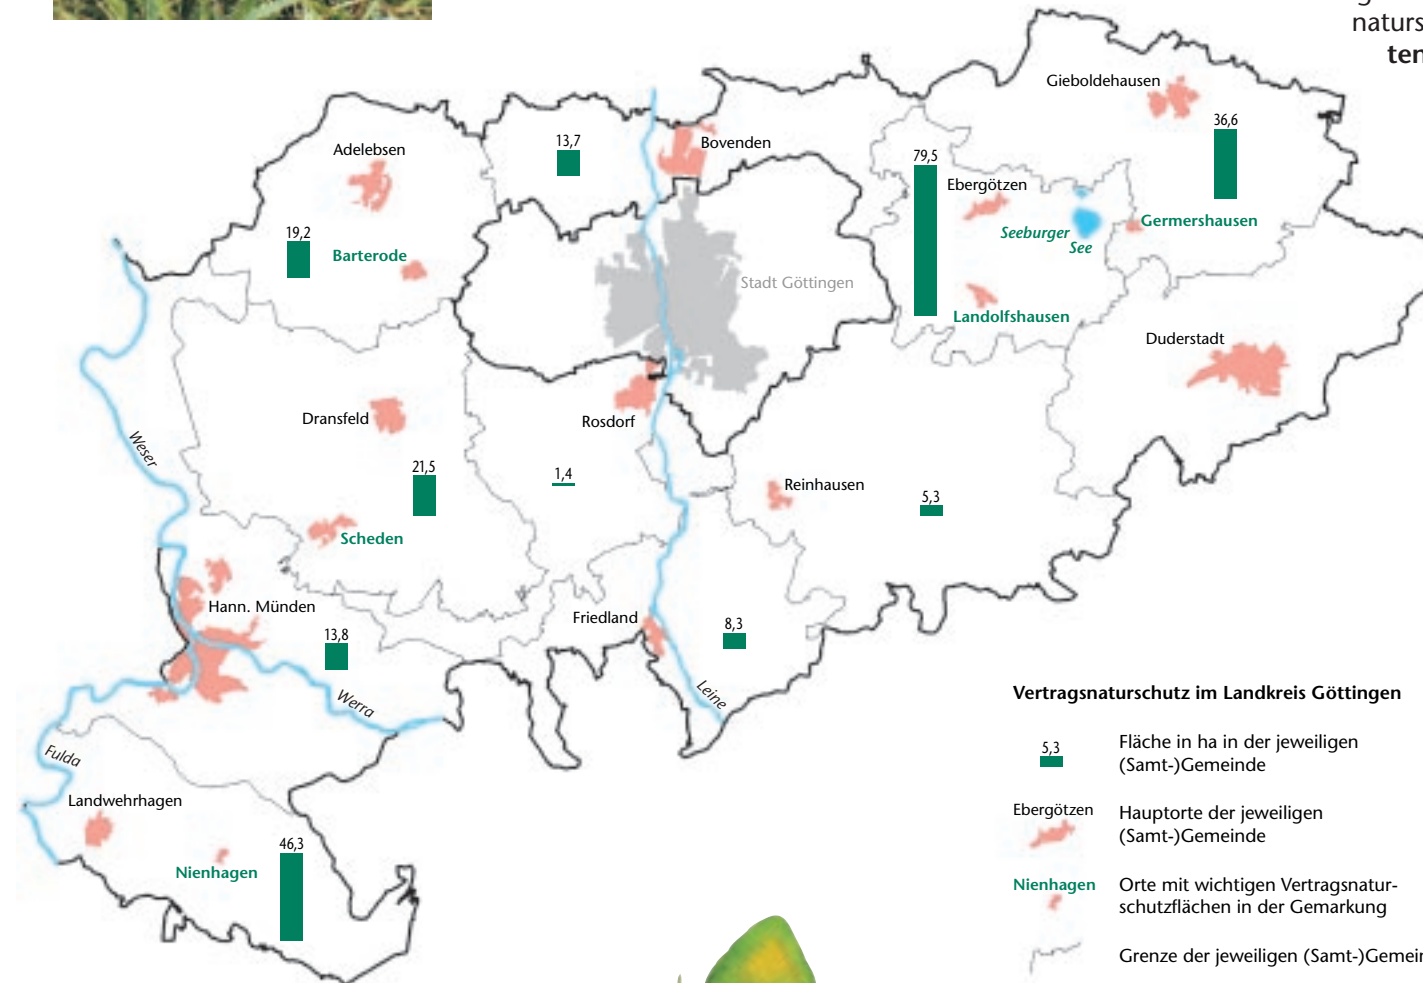 naturs
ten
Gieboldehausen
36,6
13,7
Bovenden
Adelebsen
79,5
Ebergötzen
Germershausen
Seeburger
See
19,2
Barterode
Stadt Göttingen
Landolfshausen
Duderstadt
Dransfeld
Rosdorf
Weser
21,5
1,4
Reinhausen
5,3
Scheden
Hann. Münden
13,8
Friedland
8,3
Werra
Leine
Fulda
Landwehrhagen
46,3
Nienhagen
Vertragsnaturschutz im Landkreis Göttingen
5,3
Fläche in ha in der jeweiligen
(Samt-)Gemeinde
Ebergötzen
Hauptorte der jeweiligen
(Samt-)Gemeinde
Nienhagen
Orte mit wichtigen Vertragsnatur-
schutzflächen in der Gemarkung
Grenze der jeweiligen (Samt-)Gemein